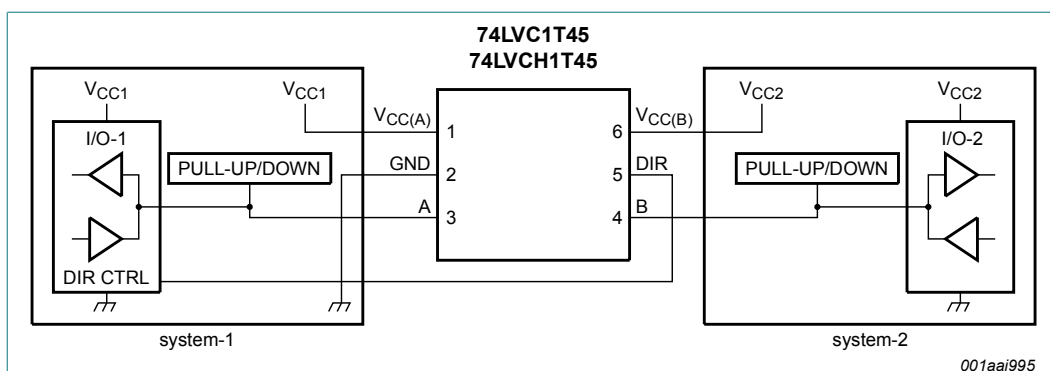 74LVC1T45
74LVCH1T45
VCC1
VCC1
VCC(A)
1
I/O-1
PULL-UP/DOWN
GND
2
A
3
DIR CTRL
system-1
6
VCC(B)
VCC2
VCC2
5
DIR
PULL-UP/DOWN
I/O-2
4
B
system-2
001aaj995